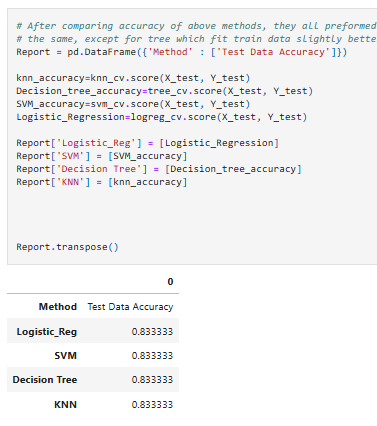 # After comparing accuracy of above methods, they all preformed
# the same, except for tree which fit train data slightly bette
Report = pd.DataFrame({'Method' : ['Test Data Accuracy']})
knn_accuracy=knn_cv.score(X_test, Y_test)
Decision_tree_accuracy=tree_cv.score(X_test, Y_test)
SVM_accuracy=svm_cv.score(X_test, Y_test)
Logistic_Regression=logreg_cv.score(X_test, Y_test)
Report['Logistic_Reg'] = [Logistic_Regression]
Report['SVM'] = [SVM_accuracy]
Report['Decision Tree'] = [Decision_tree_accuracy]
Report['KNN'] = [knn_accuracy]
Report.transpose()
0
Method Test Data Accuracy
Logistic_Reg 0.833333
SVM 0.833333
Decision Tree 0.833333
KNN 0.833333